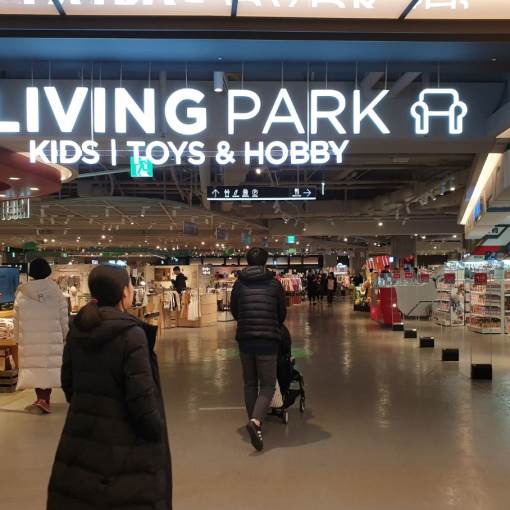 LIVING PARK
KIDS | TOYS & HOBBY